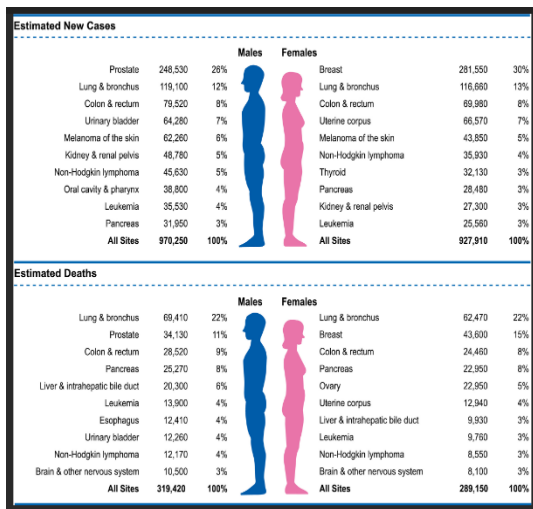 Estimated New Cases
Males Females
Prostate 248,530 26% Breast 281,550 30%
Lung & bronchus 119,100 12% Lung & bronchus 116,660 13%
Colon & rectum 79,520 8% Colon & rectum 69,980 8%
Urinary bladder 64,280 7% Uterine corpus 66,570 7%
Melanoma of the skin 62,260 6% Melanoma of the skin 43,850 5%
Kidney & renal pelvis 48,780 5% Non-Hodgkin lymphoma 35,930 4%
Non-Hodgkin lymphoma 45,630 5% Thyroid 32,130 3%
Oral cavity & pharynx 38,800 4% Pancreas 28,480 3%
Leukemia 35,530 4% Kidney & renal pelvis 27,300 3%
Pancreas 31,950 3% Leukemia 25,560 3%
All Sites 970,250 100% All Sites 927,910 100%
Estimated Deaths
Males Females
Lung & bronchus 69,410 22% Lung & bronchus 62,470 22%
Prostate 34,130 11% Breast 43,600 15%
Colon & rectum 28,520 9% Colon & rectum 24,460 8%
Pancreas 25,270 8% Pancreas 22,950 8%
Liver & intrahepatic bile duct 20,300 6% Ovary 22,950 5%
Leukemia 13,900 4% Uterine corpus 12,940 4%
Esophagus 12,410 4% Liver & intrahepatic bile duct 9,930 3%
Urinary bladder 12,260 4% Leukemia 9,760 3%
Non-Hodgkin lymphoma 12,170 4% Non-Hodgkin lymphoma 8,550 3%
Brain & other nervous system 10,500 3% Brain & other nervous system 8,100 3%
All Sites 319,420 100% All Sites 289,150 100%